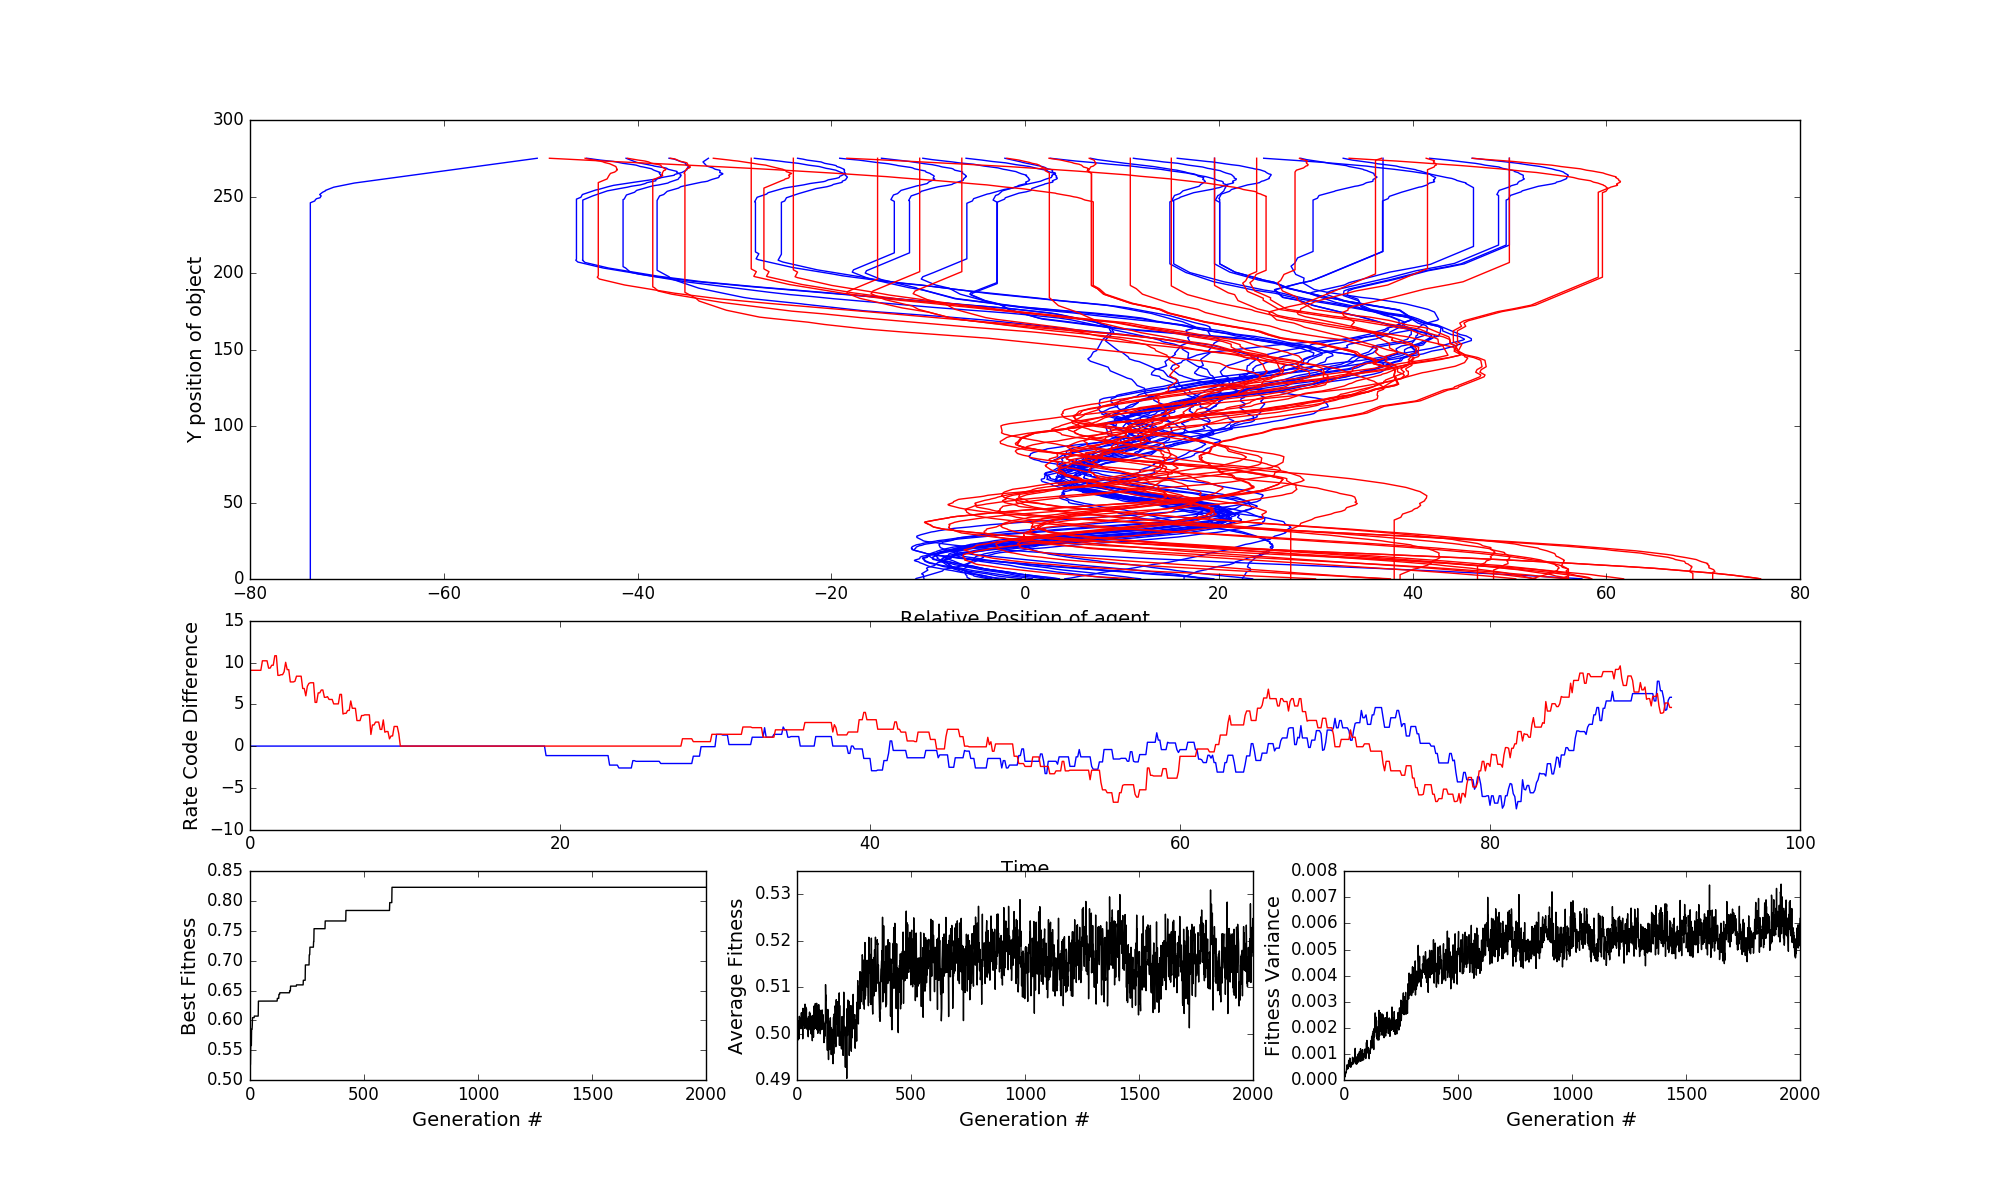 300
250
200
150
100
50
0
Y position of object
−80 −60 −40 −20 0 20 40 60 80
Relative Position of agent
15
10
5
0
−5
−10
Rate Code Difference
0 20 40 60 80 100
Time
0.85
0.80
0.75
0.70
0.65
0.60
0.55
0.50
Best Fitness
0 500 1000 1500 2000
Generation #
0.53
0.52
0.51
0.50
0.49
Average Fitness
0 500 1000 1500 2000
Generation #
0.008
0.007
0.006
0.005
0.004
0.003
0.002
0.001
0.000
Fitness Variance
0 500 1000 1500 2000
Generation #